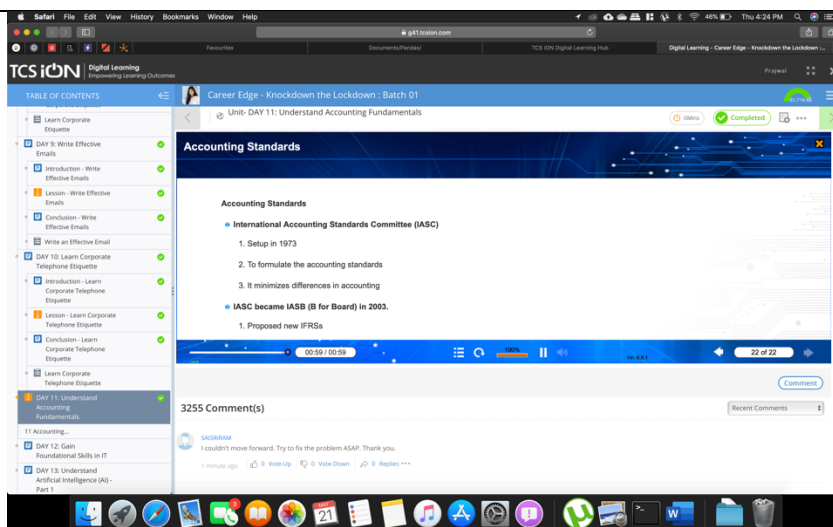 Safari File Edit View History Bookmarks Window Help
46% Thu 4:24 PM
g41.tcsion.com
Favourites
Documents/Pandas/
TCS iON Digital Learning Hub
Digital Learning - Career Edge - Knockdown the Lockdown :...
TCS iON Digital Learning
Empowering Learning Outcomes
Prajwal
TABLE OF CONTENTS
Career Edge - Knockdown the Lockdown : Batch 01
Learn Corporate
Etiquette
DAY 9: Write Effective
Emails
Introduction - Write
Effective Emails
Lesson - Write Effective
Emails
Conclusion - Write
Effective Emails
Write an Effective Email
DAY 10: Learn Corporate
Telephone Etiquette
Introduction - Learn
Corporate Telephone
Etiquette
Lesson - Learn Corporate
Telephone Etiquette
Conclusion - Learn
Corporate Telephone
Etiquette
Learn Corporate
Telephone Etiquette
DAY 11: Understand
Accounting
Fundamentals
11 Accounting...
DAY 12: Gain
Foundational Skills in IT
DAY 13: Understand
Artificial Intelligence (AI) -
Part 1
Unit- DAY 11: Understand Accounting Fundamentals
0Mins
Completed
Accounting Standards
Accounting Standards
International Accounting Standards Committee (IASC)
1. Setup in 1973
2. To formulate the accounting standards
3. It minimizes differences in accounting
IASC became IASB (B for Board) in 2003.
1. Proposed new IFRSs
00:59 / 00:59
100%
22 of 22
Comment
3255 Comment(s)
Recent Comments
SAISRIRAM
I couldn't move forward. Try to fix the problem ASAP. Thank you.
1 minute ago 0 Vote-Up 0 Vote-Down 0 Replies
21